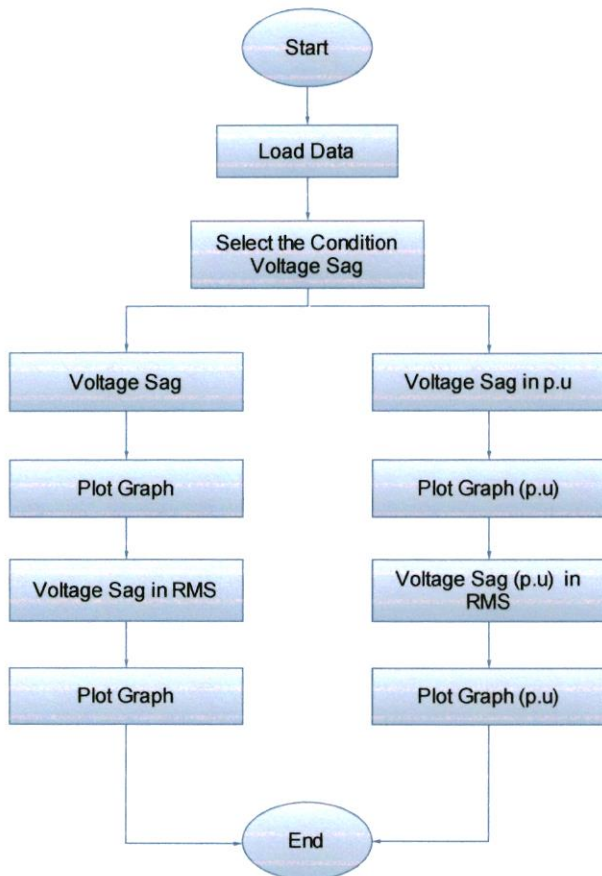 Start
Load Data
Select the Condition
Voltage Sag
Voltage Sag
Voltage Sag in p.u
Plot Graph
Plot Graph (p.u)
Voltage Sag in RMS
Voltage Sag (p.u) in
RMS
Plot Graph
Plot Graph (p.u)
End